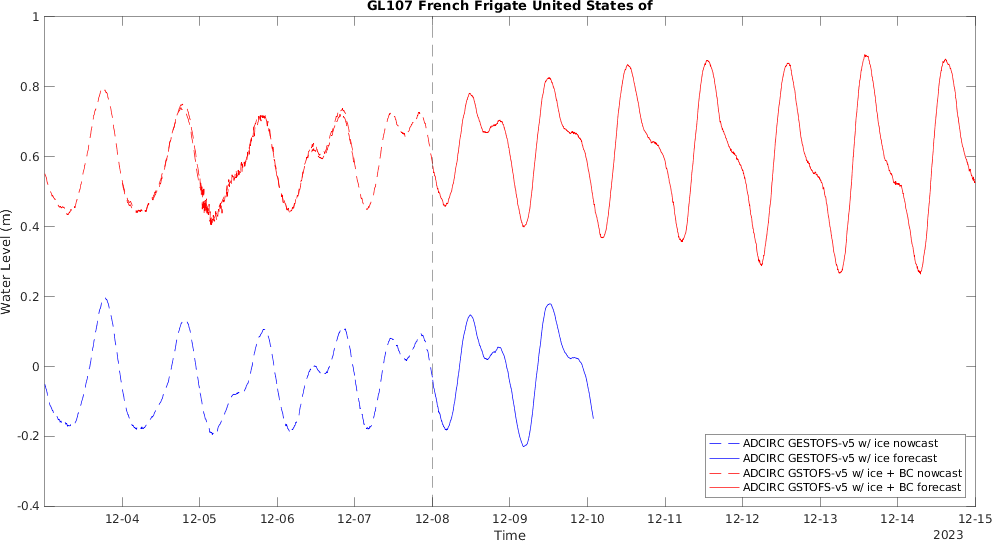 GL107 French Frigate United States of
Water Level (m)
1
0.8
0.6
0.4
0.2
0
-0.2
-0.4
ADCIRC GESTOFS-v5 w/ ice nowcast
ADCIRC GESTOFS-v5 w/ ice forecast
ADCIRC GSTOFS-v5 w/ ice + BC nowcast
ADCIRC GSTOFS-v5 w/ ice + BC forecast
12-04 12-05 12-06 12-07 12-08 12-09 12-10 12-11 12-12 12-13 12-14 12-15
Time
2023